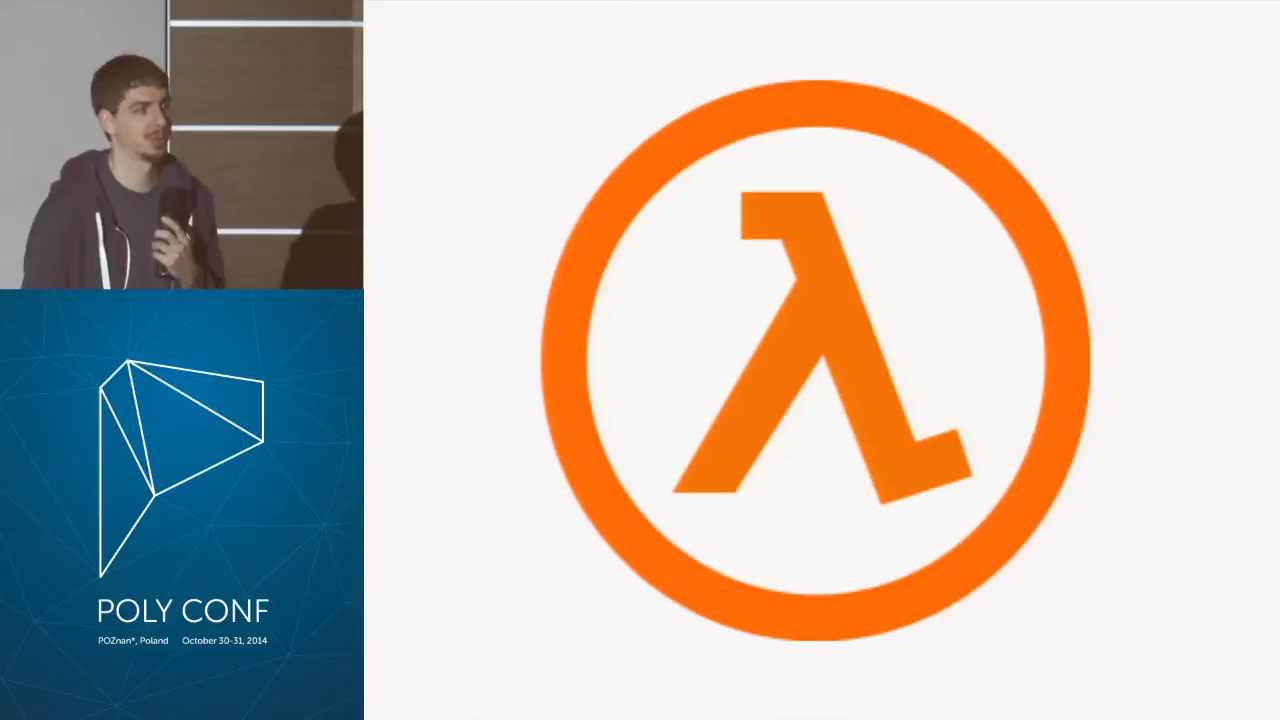 λ
POLY CONF
POZnan*, Poland October 30-31, 2014